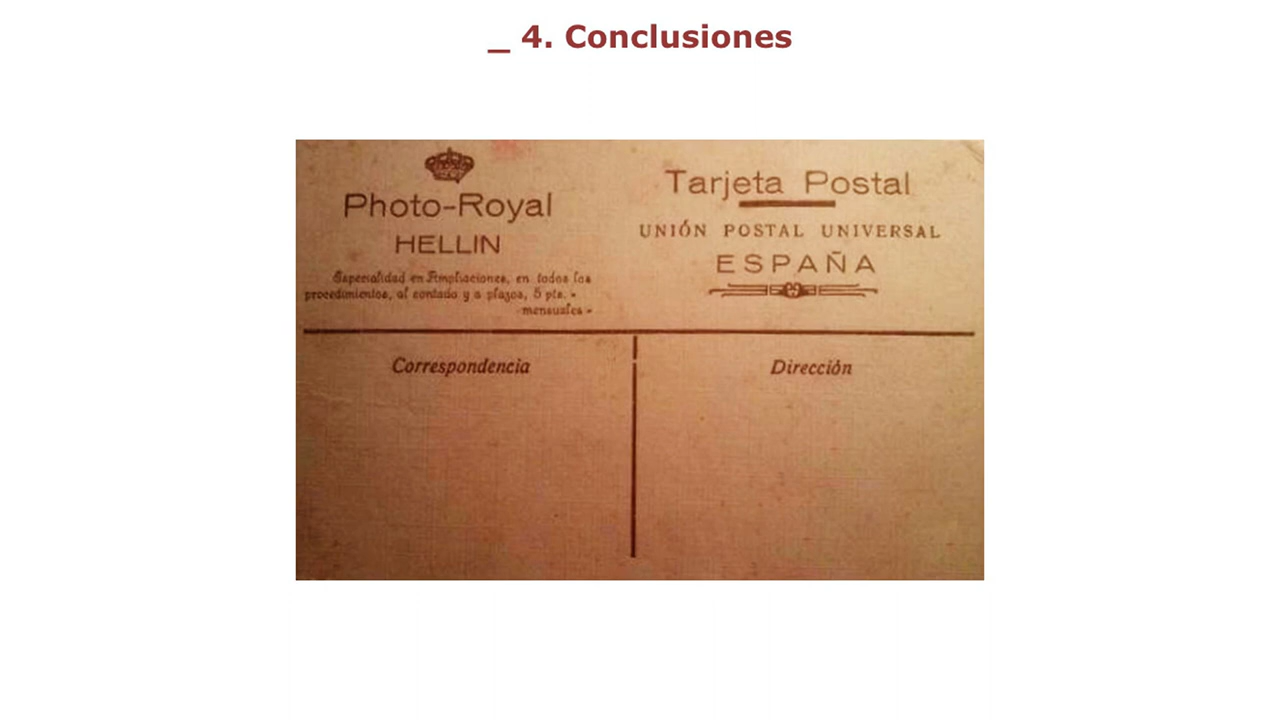 _ 4. Conclusiones
Photo-Royal
HELLIN
Especialidad en Ampliaciones, en todos los
procedimientos, al contado y a plazos, 5 pts. -
mensuales -
Tarjeta Postal
UNIÓN POSTAL UNIVERSAL
ESPAÑA
Correspondencia
Dirección